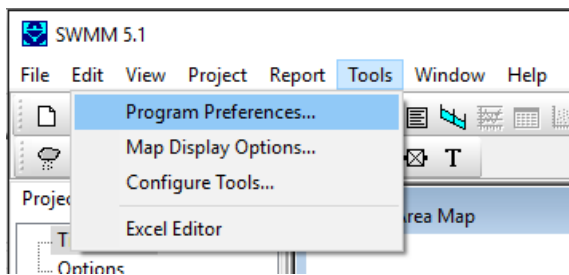 SWMM 5.1
File Edit View Project Report Tools Window Help
Program Preferences...
Map Display Options...
T
Configure Tools...
Area Map
Excel Editor
Options